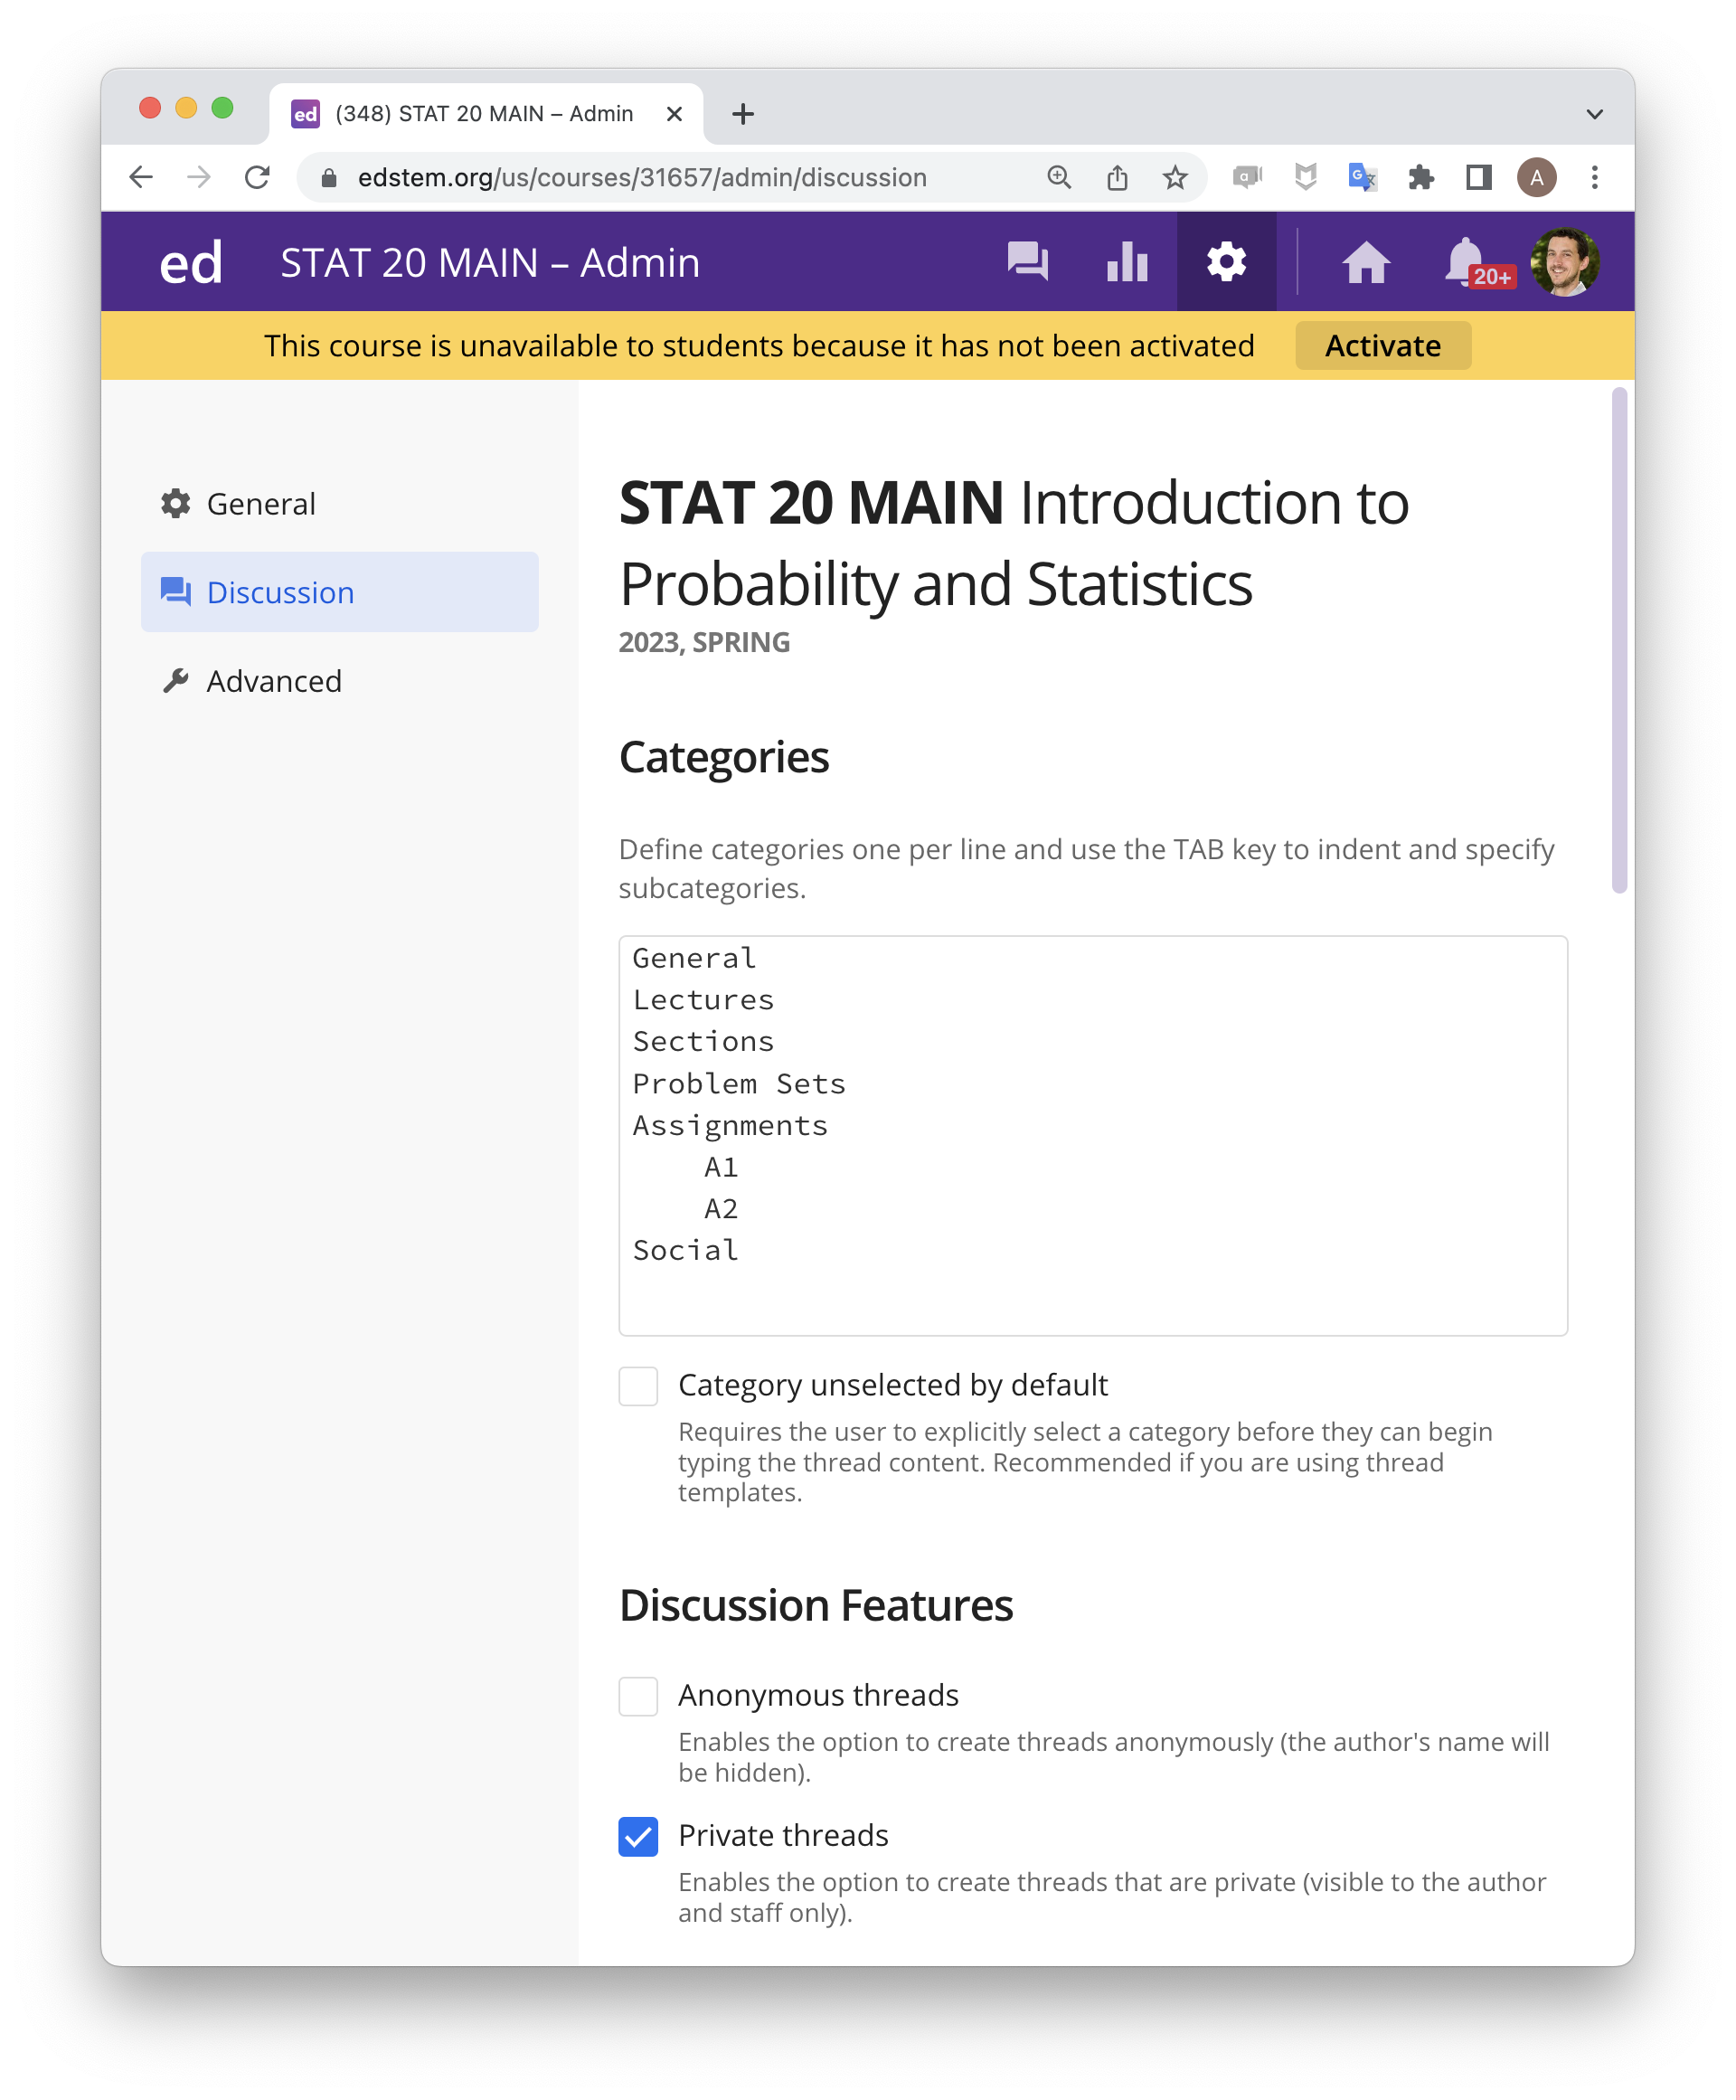 ed (348) STAT 20 MAIN – Admin
edstem.org/us/courses/31657/admin/discussion
A
ed STAT 20 MAIN – Admin
20+
This course is unavailable to students because it has not been activated Activate
General
Discussion
Advanced
STAT 20 MAIN Introduction to
Probability and Statistics
2023, SPRING
Categories
Define categories one per line and use the TAB key to indent and specify
subcategories.
General
Lectures
Sections
Problem Sets
Assignments
A1
A2
Social
Category unselected by default
Requires the user to explicitly select a category before they can begin
typing the thread content. Recommended if you are using thread
templates.
Discussion Features
Anonymous threads
Enables the option to create threads anonymously (the author's name will
be hidden).
Private threads
Enables the option to create threads that are private (visible to the author
and staff only).